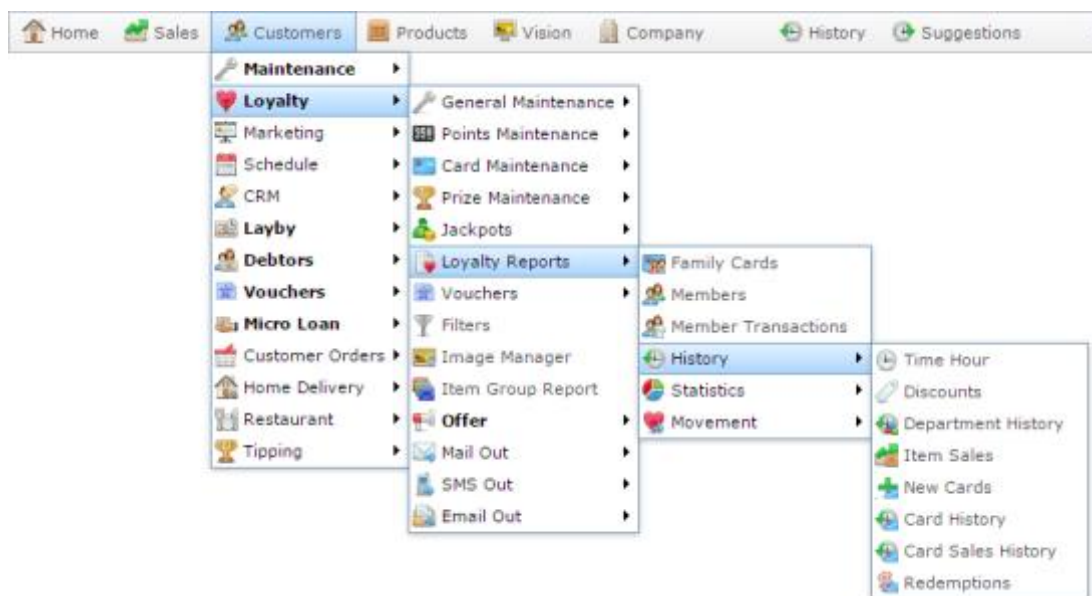 Home Sales Customers Products Vision Company History Suggestions
Maintenance
Loyalty
Marketing
Schedule
CRM
Layby
Debtors
Vouchers
Micro Loan
Customer Orders
Home Delivery
Restaurant
Tipping
General Maintenance
Points Maintenance
Card Maintenance
Prize Maintenance
Jackpots
Loyalty Reports
Vouchers
Filters
Image Manager
Item Group Report
Offer
Mail Out
SMS Out
Email Out
Family Cards
Members
Member Transactions
History
Statistics
Movement
Time Hour
Discounts
Department History
Item Sales
New Cards
Card History
Card Sales History
Redemptions